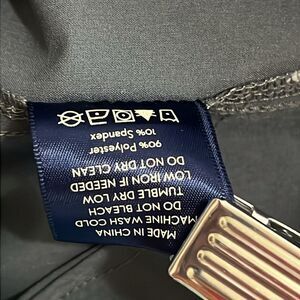 MADE IN CHINA
MACHINE WASH COLD
DO NOT BLEACH
TUMBLE DRY LOW
LOW IRON IF NEEDED
DO NOT DRY CLEAN
90% Polyester
10% Spandex